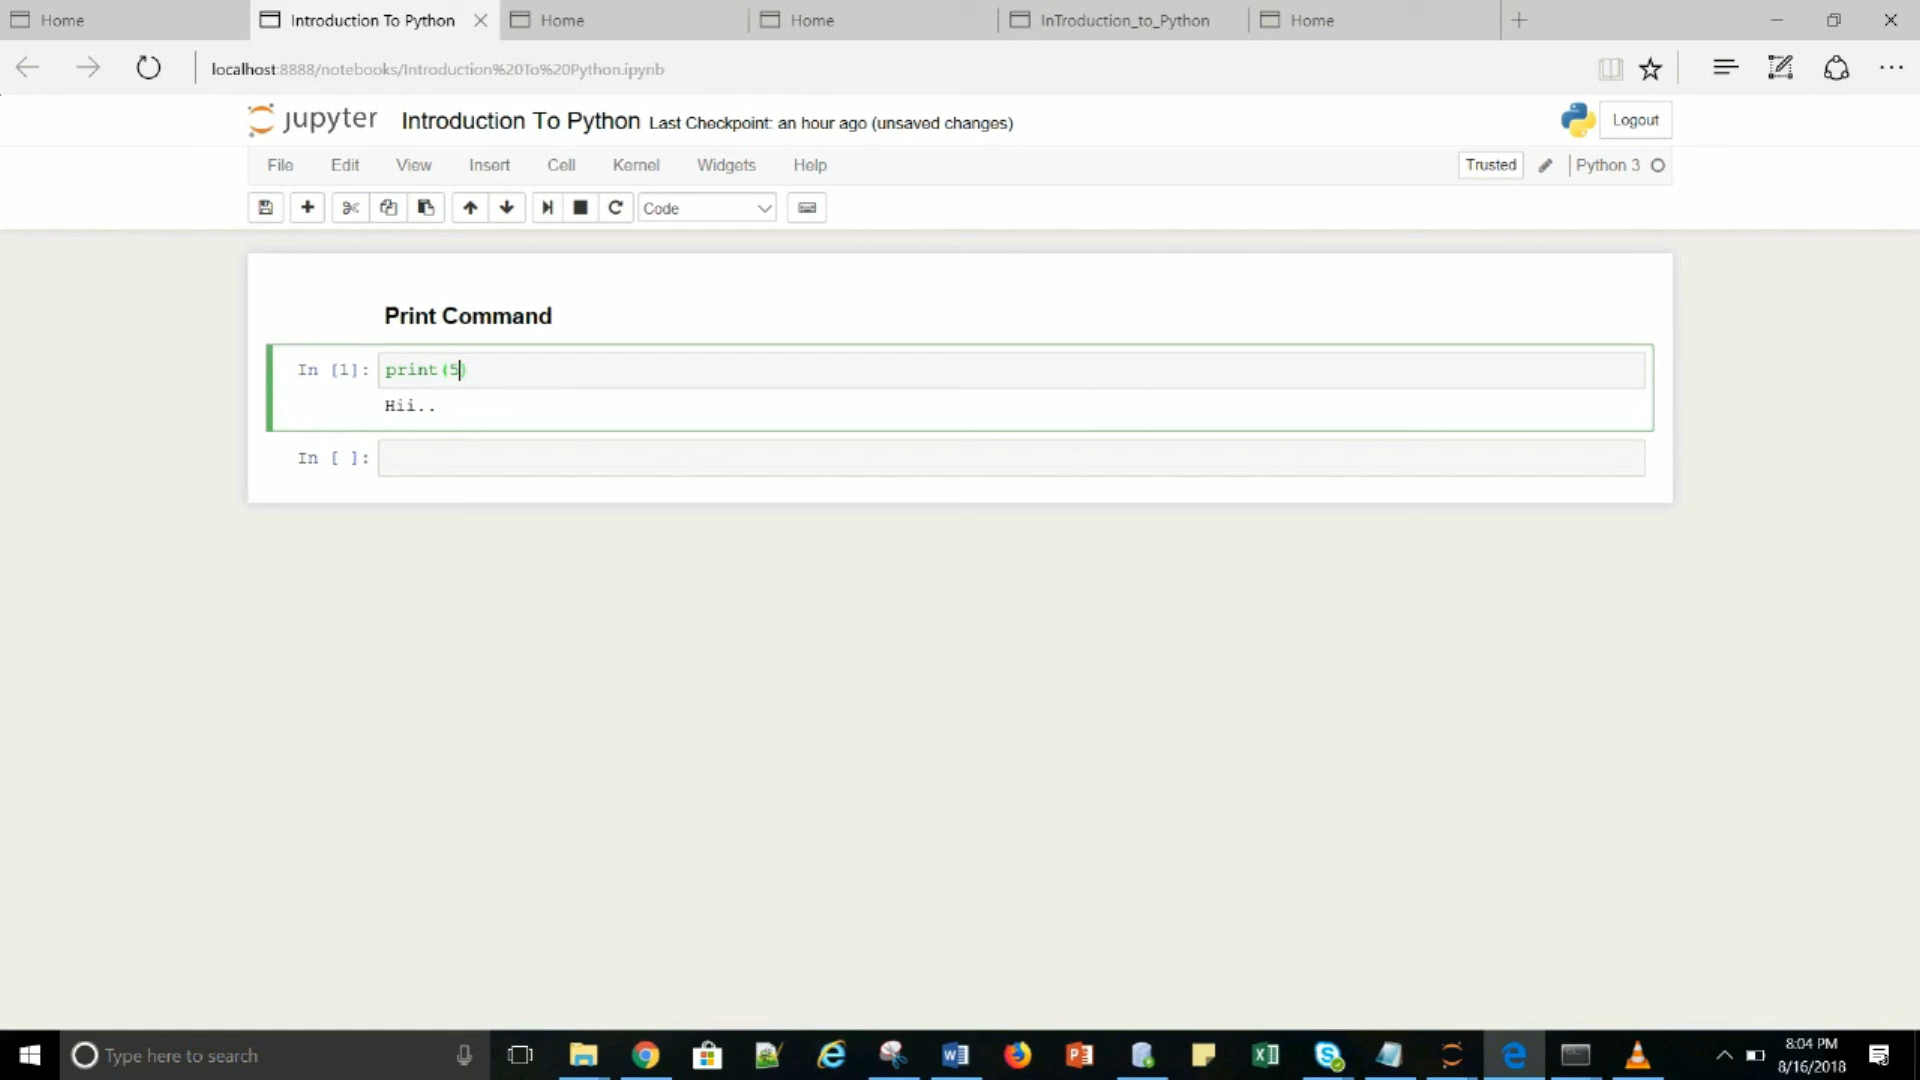 Home
Introduction To Python
Home
Home
InTroduction_to_Python
Home
localhost:8888/notebooks/Introduction%20To%20Python.ipynb
jupyter Introduction To Python Last Checkpoint: an hour ago (unsaved changes)
Logout
File Edit View Insert Cell Kernel Widgets Help
Trusted
Python 3
Code
Print Command
In [1]: print(5)
Hii..
In [ ]:
Type here to search
8:04 PM
8/16/2018